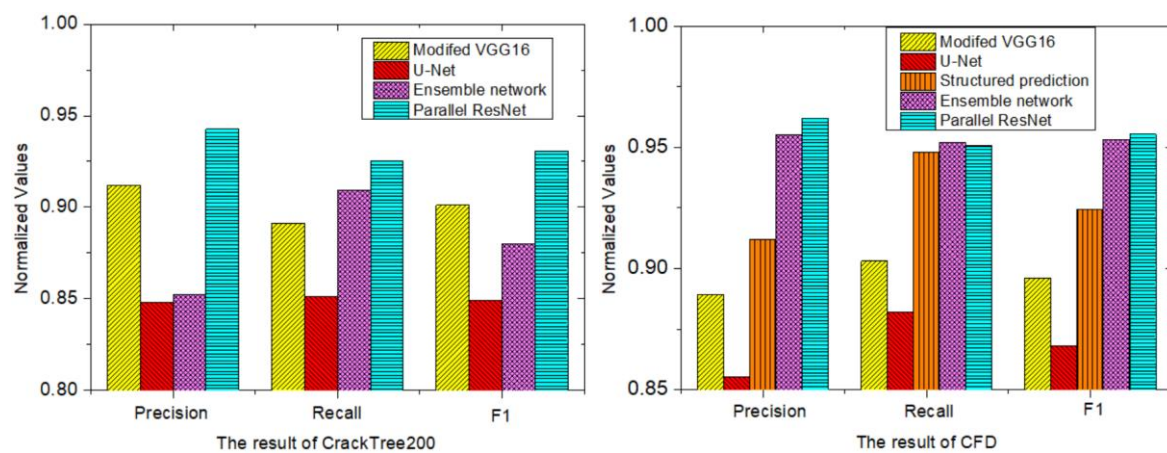 1.00
0.95
0.90
0.85
0.80
Normalized Values
Modifed VGG16
U-Net
Ensemble network
Parallel ResNet
Precision
Recall
F1
The result of CrackTree200
1.00
0.95
0.90
0.85
Normalized Values
Modifed VGG16
U-Net
Structured prediction
Ensemble network
Parallel ResNet
Precision
Recall
F1
The result of CFD